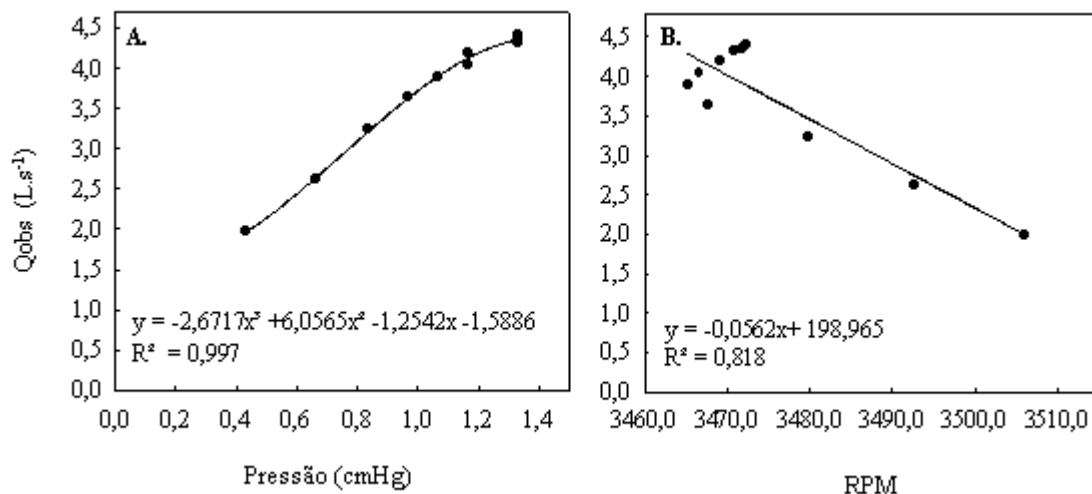 A.
4,5
4,0
3,5
3,0
2,5
2,0
1,5
1,0
0,5
0,0
Qobs (L.s⁻¹)
y = -2,6717x³ +6,0565x² -1,2542x -1,5886
R² = 0,997
0,0 0,2 0,4 0,6 0,8 1,0 1,2 1,4
Pressão (cmHg)
B.
4,5
4,0
3,5
3,0
2,5
2,0
1,5
1,0
0,5
0,0
y = -0,0562x+ 198,965
R² = 0,818
3460,0 3470,0 3480,0 3490,0 3500,0 3510,0
RPM